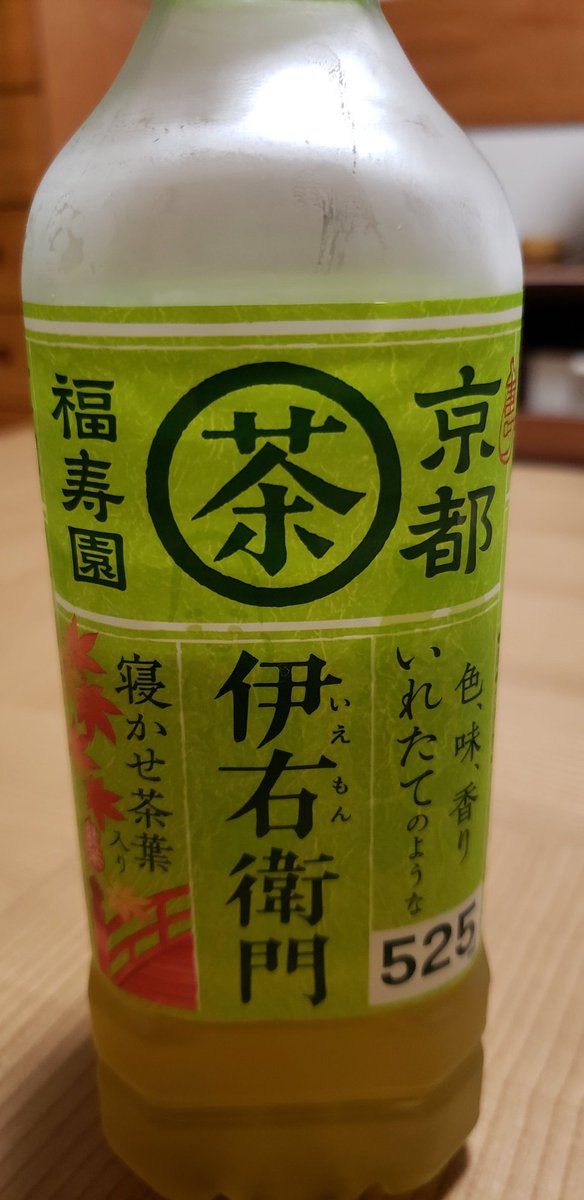 京都
茶
福寿園
色、味、香り
いれたてのような
525
伊右衛門
いえもん
寝かせ茶葉入り